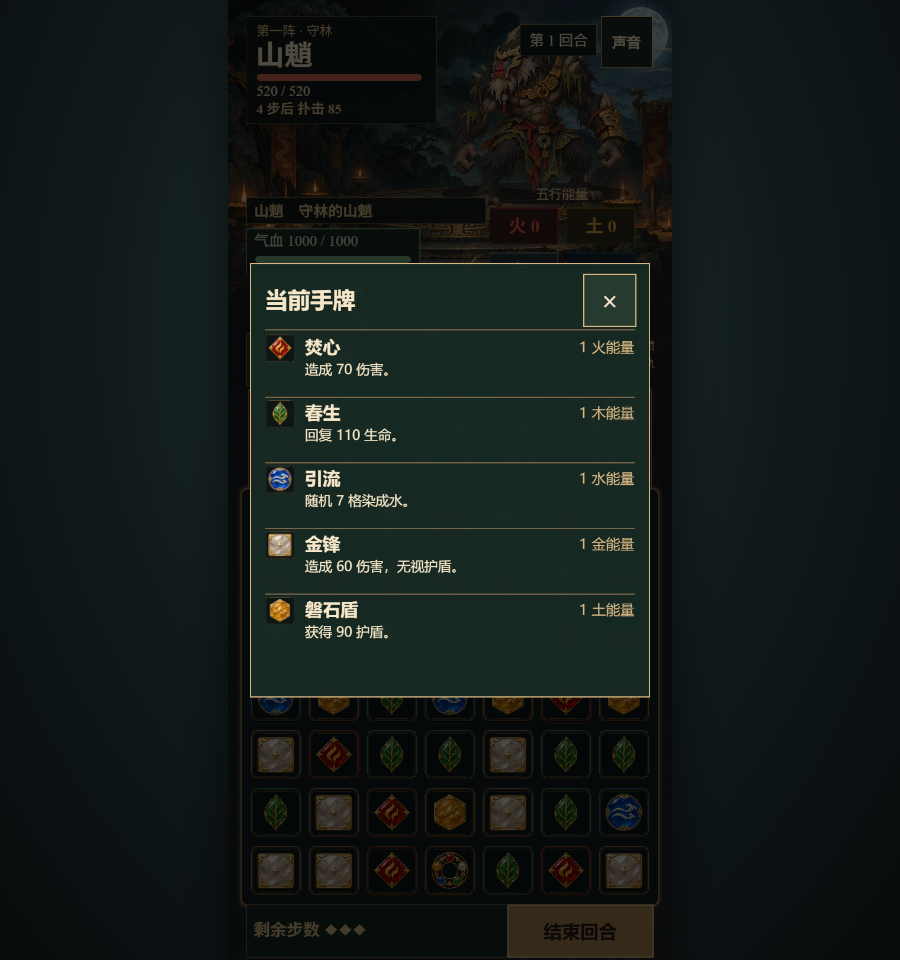 第一阵 · 守林
山魈
520 / 520
4 步后 扑击 85
第 1 回合
声音
五行能量
山魈 守林的山魈
火 0
土 0
气血 1000 / 1000
当前手牌
×
焚心
1 火能量
造成 70 伤害。
春生
1 木能量
回复 110 生命。
引流
1 水能量
随机 7 格染成水。
金锋
1 金能量
造成 60 伤害，无视护盾。
磐石盾
1 土能量
获得 90 护盾。
剩余步数 ◆◆◆
结束回合